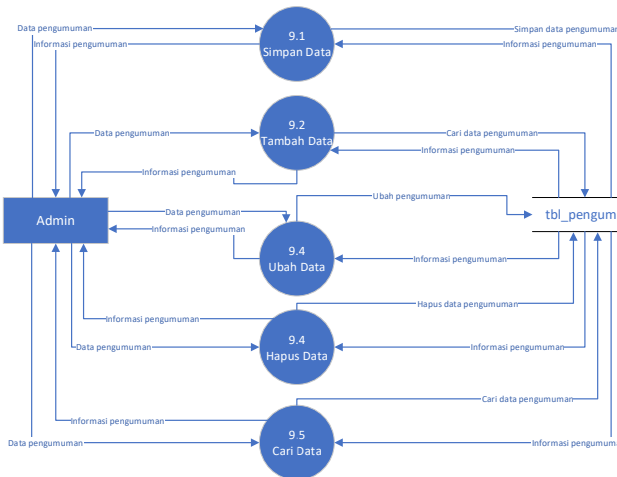 Data pengumuman
Simpan data pengumuman
9.1
Simpan Data
Informasi pengumuman
Informasi pengumuman
9.2
Tambah Data
Data pengumuman
Cari data pengumuman
Informasi pengumuman
Informasi pengumuman
Ubah pengumuman
Admin
Data pengumuman
tbl_pengum
Informasi pengumuman
9.4
Ubah Data
Informasi pengumuman
Hapus data pengumuman
Informasi pengumuman
9.4
Hapus Data
Data pengumuman
Informasi pengumuman
Cari data pengumuman
Informasi pengumuman
9.5
Cari Data
Data pengumuman
Informasi pengumuma